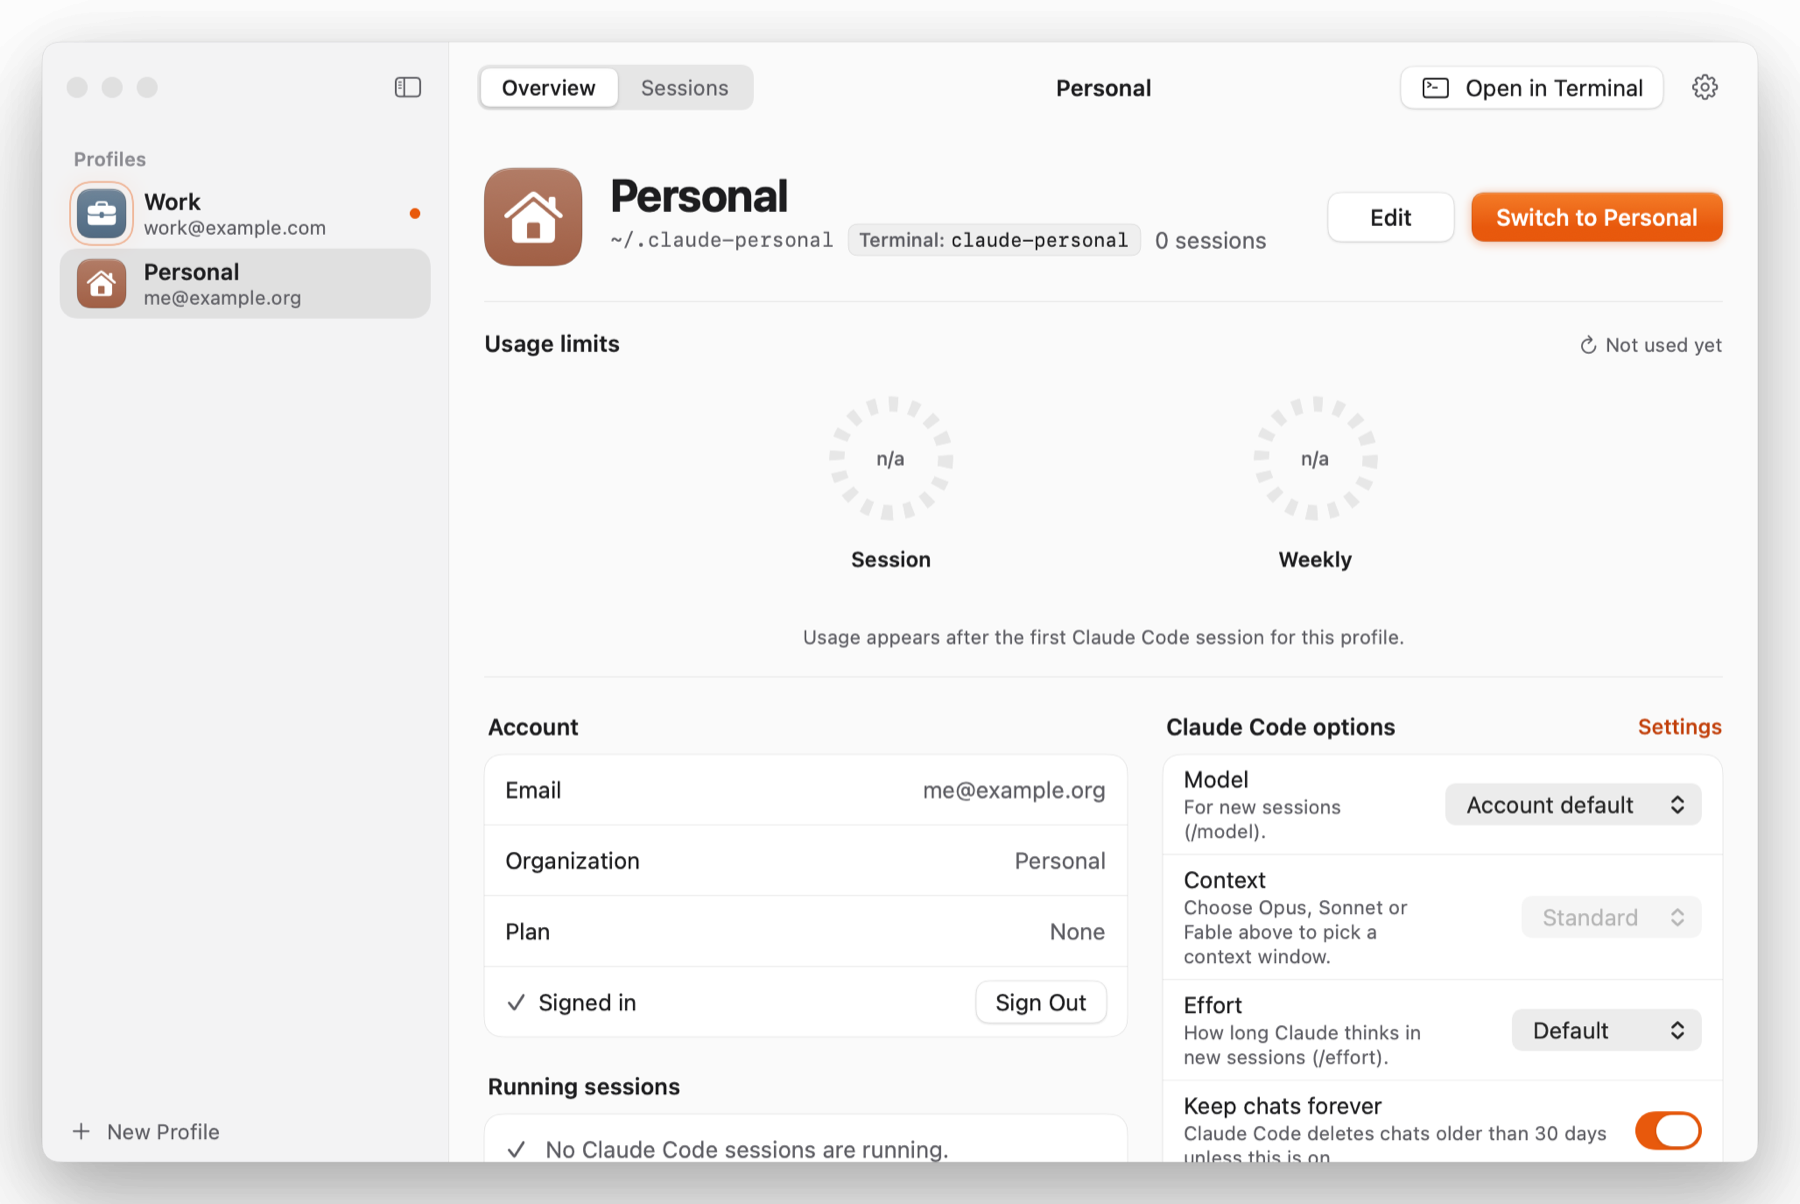 Overview
Sessions
Personal
Open in Terminal
Profiles
Work
work@example.com
Personal
me@example.org
New Profile
Personal
~/.claude-personal
Terminal: claude-personal
0 sessions
Edit
Switch to Personal
Usage limits
Not used yet
n/a
Session
n/a
Weekly
Usage appears after the first Claude Code session for this profile.
Account
Email
me@example.org
Organization
Personal
Plan
None
Signed in
Sign Out
Running sessions
No Claude Code sessions are running.
Claude Code options
Settings
Model
For new sessions
(/model).
Account default
Context
Choose Opus, Sonnet or
Fable above to pick a
context window.
Standard
Effort
How long Claude thinks in
new sessions (/effort).
Default
Keep chats forever
Claude Code deletes chats older than 30 days
unless this is on